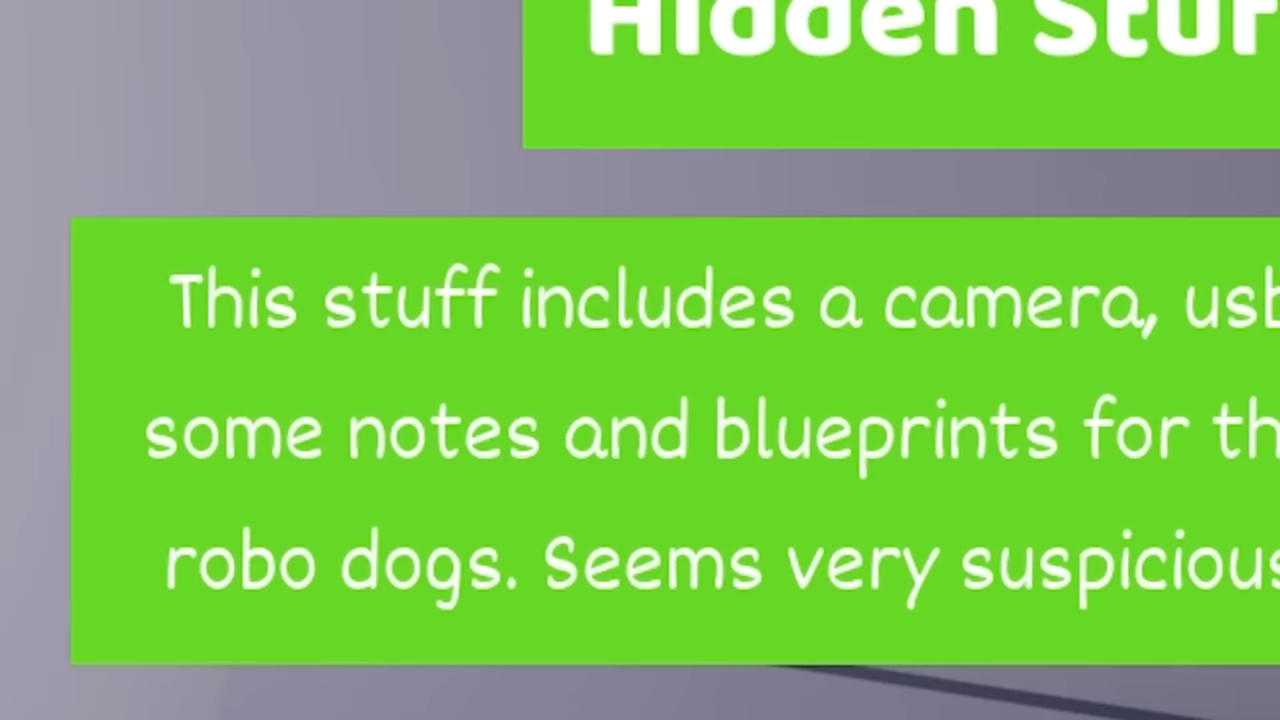 Hidden Stuf
This stuff includes a camera, usb
some notes and blueprints for th
robo dogs. Seems very suspicious